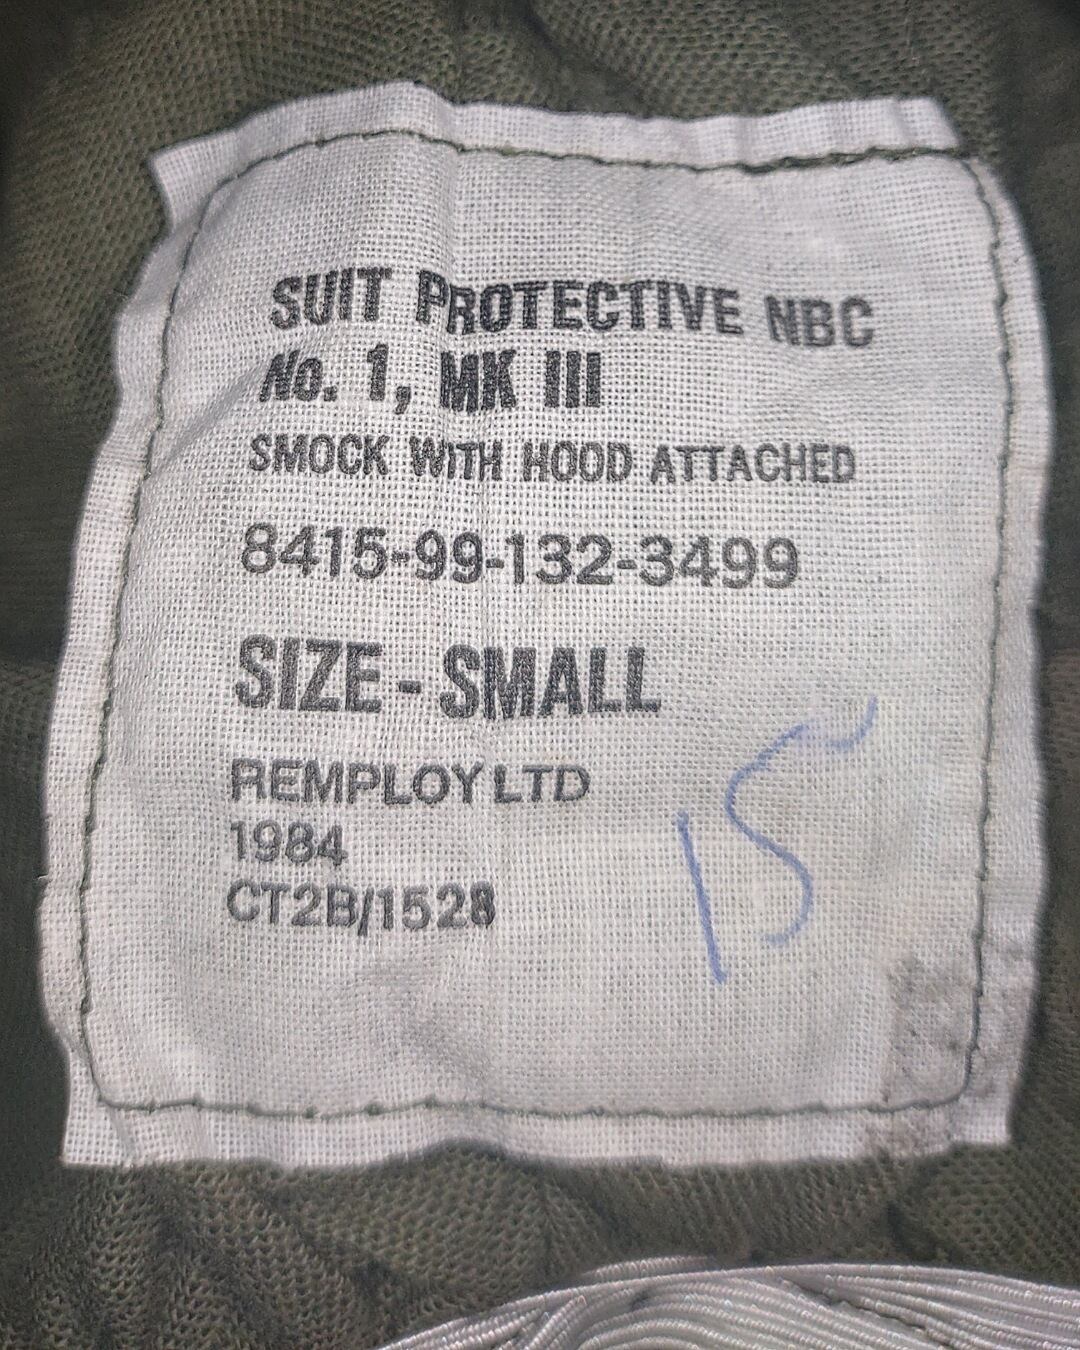 SUIT PROTECTIVE NBC
No. 1, MK III
SMOCK WITH HOOD ATTACHED
8415-99-132-3499
SIZE - SMALL
REMPLOY LTD
1984
CT2B/1528
15